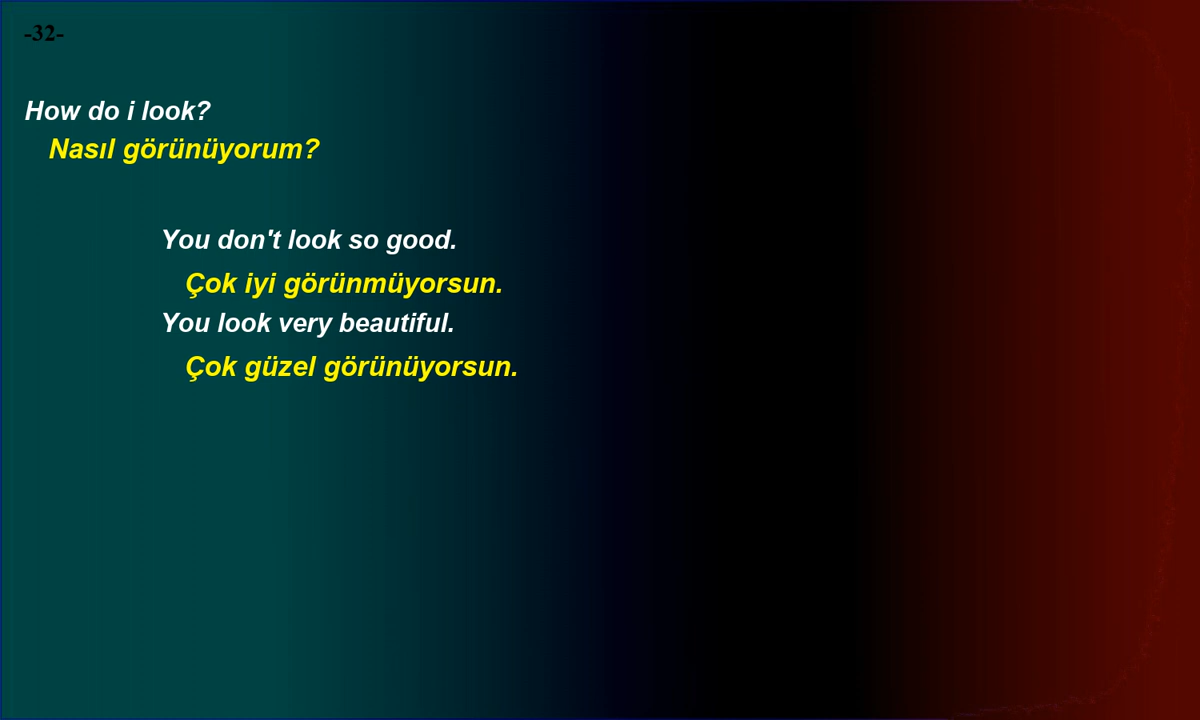 -32-
How do i look?
Nasıl görünüyorum?
You don't look so good.
Çok iyi görünmüyorsun.
You look very beautiful.
Çok güzel görünüyorsun.